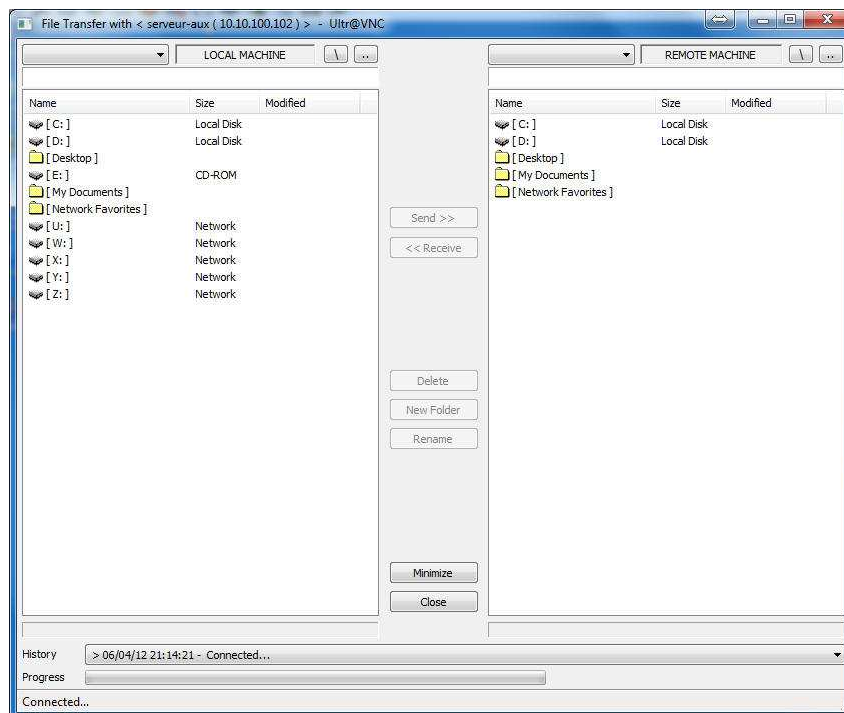 File Transfer with < serveur-aux ( 10.10.100.102 ) > - Ultr@VNC
LOCAL MACHINE \ ..
REMOTE MACHINE \ ..
Name Size Modified
[ C: ] Local Disk
[ D: ] Local Disk
[ Desktop ]
[ E: ] CD-ROM
[ My Documents ]
[ Network Favorites ]
[ U: ] Network
[ W: ] Network
[ X: ] Network
[ Y: ] Network
[ Z: ] Network
Send >>
<< Receive
Delete
New Folder
Rename
Minimize
Close
Name Size Modified
[ C: ] Local Disk
[ D: ] Local Disk
[ Desktop ]
[ My Documents ]
[ Network Favorites ]
History > 06/04/12 21:14:21 - Connected...
Progress
Connected...